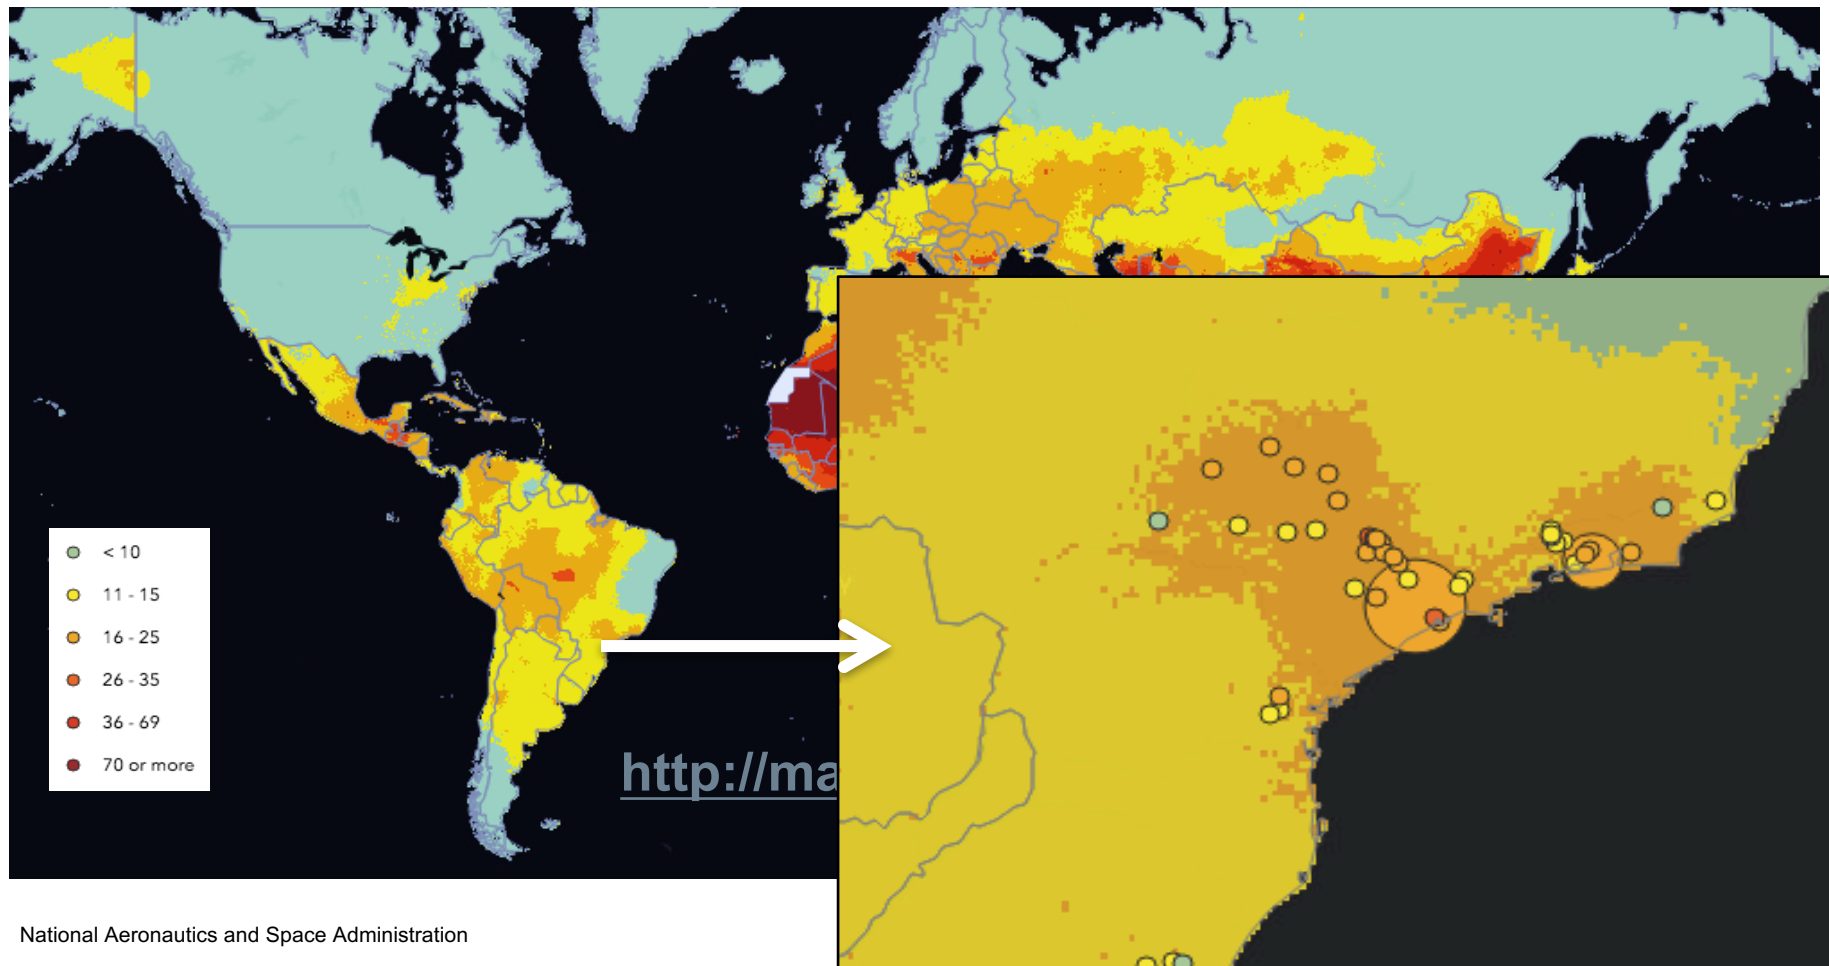 < 10
11 - 15
16 - 25
26 - 35
36 - 69
70 or more
http://ma
National Aeronautics and Space Administration